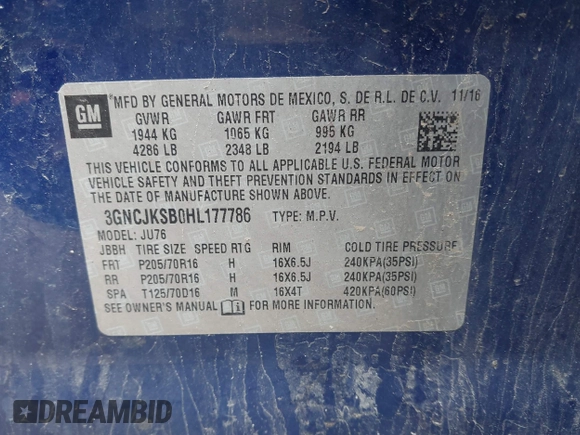 GM
MFD BY GENERAL MOTORS DE MEXICO, S. DE R.L. DE C.V. 11/16
GVWR GAWR FRT GAWR RR
1944 KG 1065 KG 995 KG
4286 LB 2348 LB 2194 LB
THIS VEHICLE CONFORMS TO ALL APPLICABLE U.S. FEDERAL MOTOR
VEHICLE SAFETY AND THEFT PREVENTION STANDARDS IN EFFECT ON
THE DATE OF MANUFACTURE SHOWN ABOVE.
3GNCJKSB0HL177786 TYPE: M.P.V.
MODEL: JU76
JBBH TIRE SIZE SPEED RTG RIM COLD TIRE PRESSURE
FRT P205/70R16 H 16X6.5J 240KPA(35PSI)
RR P205/70R16 H 16X6.5J 240KPA(35PSI)
SPA T125/70D16 M 16X4T 420KPA(60PSI)
SEE OWNER'S MANUAL FOR MORE INFORMATION.
DREAMBID